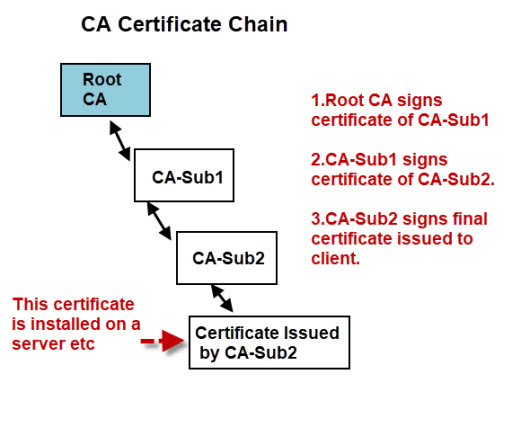 CA Certificate Chain
Root
CA
CA-Sub1
CA-Sub2
Certificate Issued
by CA-Sub2
1.Root CA signs
certificate of CA-Sub1
2.CA-Sub1 signs
certificate of CA-Sub2.
3.CA-Sub2 signs final
certificate issued to
client.
This certificate
is installed on a
server etc